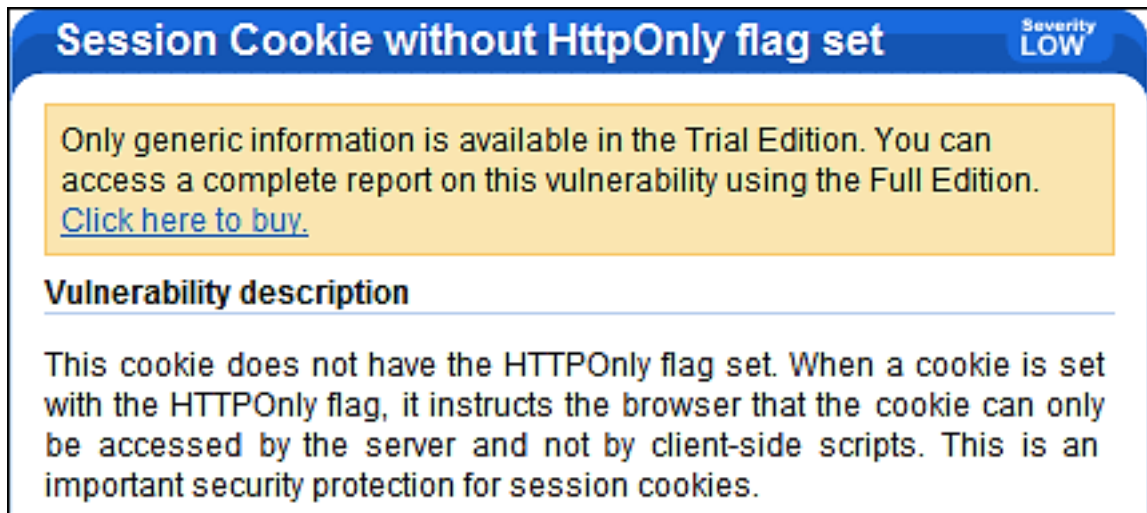 Session Cookie without HttpOnly flag set
Severity
LOW
Only generic information is available in the Trial Edition. You can
access a complete report on this vulnerability using the Full Edition.
Click here to buy.
Vulnerability description
This cookie does not have the HTTPOnly flag set. When a cookie is set
with the HTTPOnly flag, it instructs the browser that the cookie can only
be accessed by the server and not by client-side scripts. This is an
important security protection for session cookies.